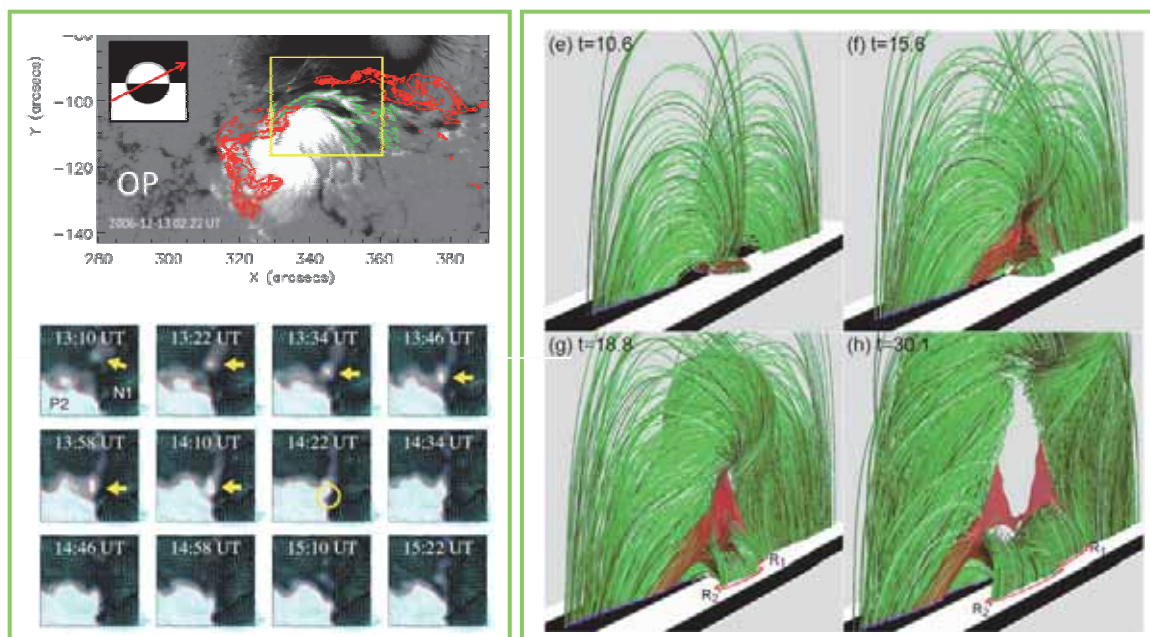 -80
-100
-120
-140
Y (arcsecs)
OP
2006-12-13 02:22 UT
280 300 320 340 360 380
X (arcsecs)
13:10 UT 13:22 UT 13:34 UT 13:46 UT
P2 N1
13:58 UT 14:10 UT 14:22 UT 14:34 UT
14:46 UT 14:58 UT 15:10 UT 15:22 UT
(e) t=10.6 (f) t=15.6
(g) t=18.8 (h) t=30.1
R1
R2
R1
R2